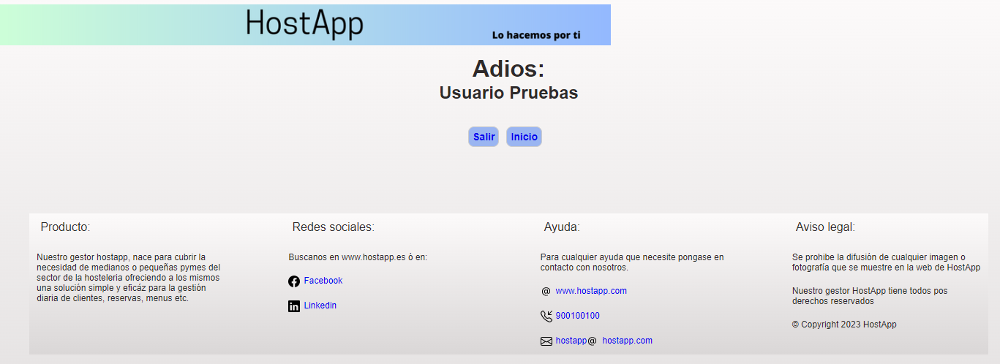 HostApp
Lo hacemos por ti
Adios:
Usuario Pruebas
Salir Inicio
Producto:
Nuestro gestor hostapp, nace para cubrir la
necesidad de medianos o pequeñas pymes del
sector de la hosteleria ofreciendo a los mismos
una solución simple y eficáz para la gestión
diaria de clientes, reservas, menus etc.
Redes sociales:
Buscanos en www.hostapp.es ó en:
Facebook
Linkedin
Ayuda:
Para cualquier ayuda que necesite pongase en
contacto con nosotros.
@ www.hostapp.com
900100100
hostapp@ hostapp.com
Aviso legal:
Se prohibe la difusión de cualquier imagen o
fotografía que se muestre en la web de HostApp
Nuestro gestor HostApp tiene todos pos
derechos reservados
© Copyright 2023 HostApp